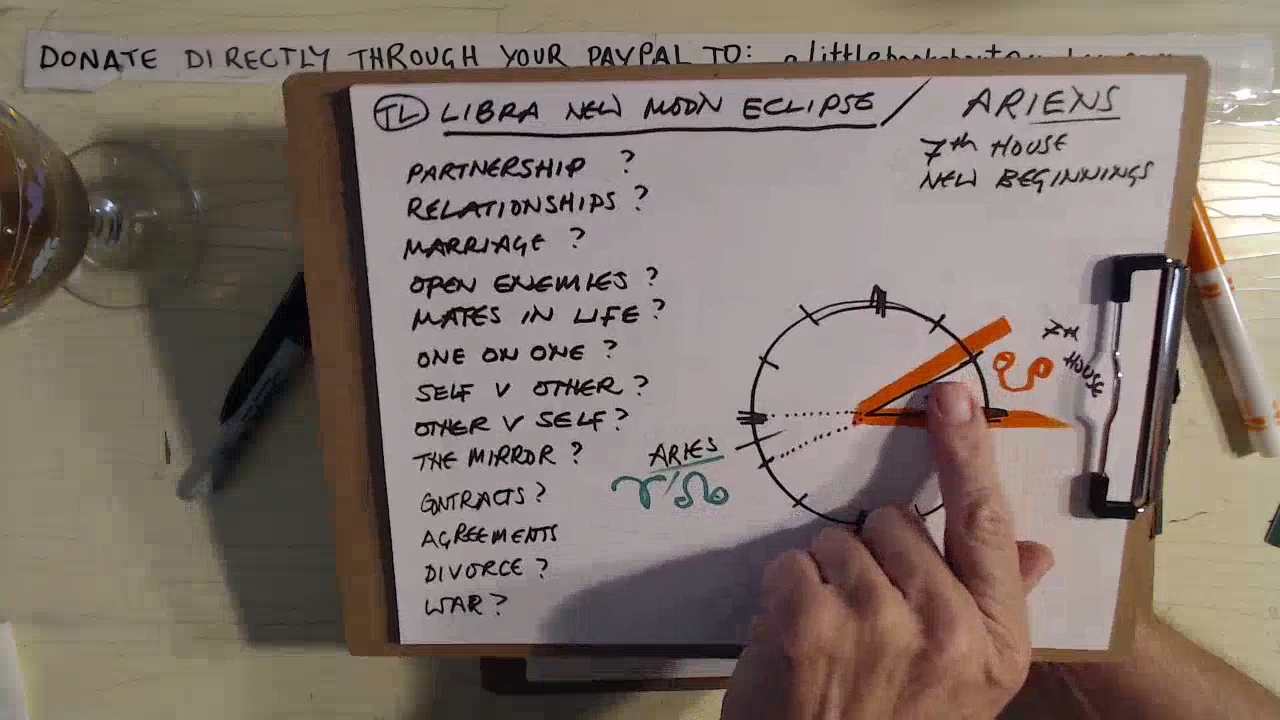 DONATE DIRECTLY THROUGH YOUR PAYPAL TO:
TL LIBRA NEW MOON ECLIPSE / ARIENS
7th HOUSE
NEW BEGINNINGS
PARTNERSHIP ?
RELATIONSHIPS ?
MARRIAGE ?
OPEN ENEMIES ?
MATES IN LIFE ?
ONE ON ONE ?
SELF V OTHER ?
OTHER V SELF ?
THE MIRROR ?
CONTRACTS ?
AGREEMENTS
DIVORCE ?
WAR ?
7TH
HOUSE
ARIES
♈/☊